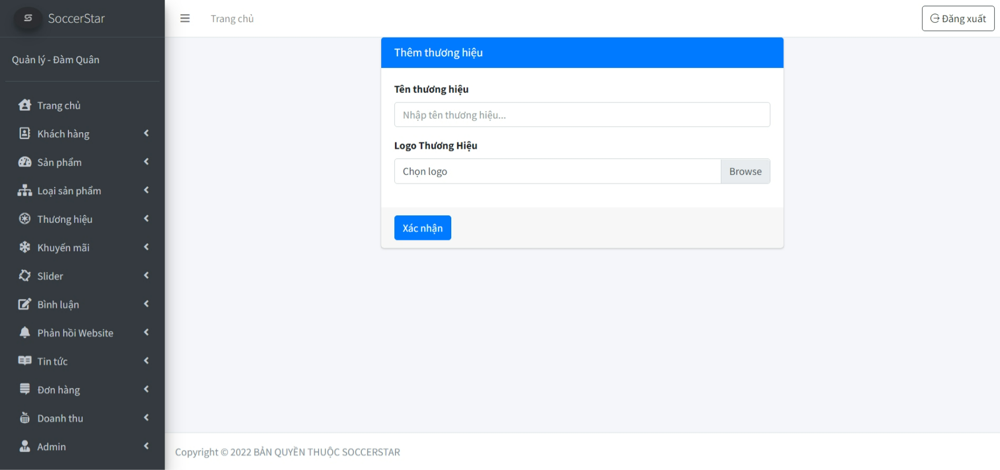 SoccerStar
Trang chủ
Đăng xuất
Quản lý - Đàm Quân
Trang chủ
Khách hàng
Sản phẩm
Loại sản phẩm
Thương hiệu
Khuyến mãi
Slider
Bình luận
Phản hồi Website
Tin tức
Đơn hàng
Doanh thu
Admin
Thêm thương hiệu
Tên thương hiệu
Nhập tên thương hiệu...
Logo Thương Hiệu
Chọn logo
Browse
Xác nhận
Copyright © 2022 BẢN QUYỀN THUỘC SOCCERSTAR